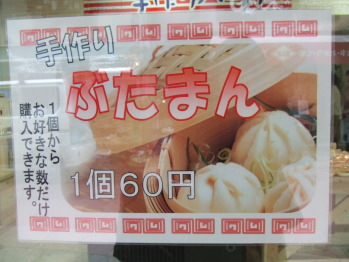 手作り
ぶたまん
1個から
お好きな数だけ
購入できます。
1個60円